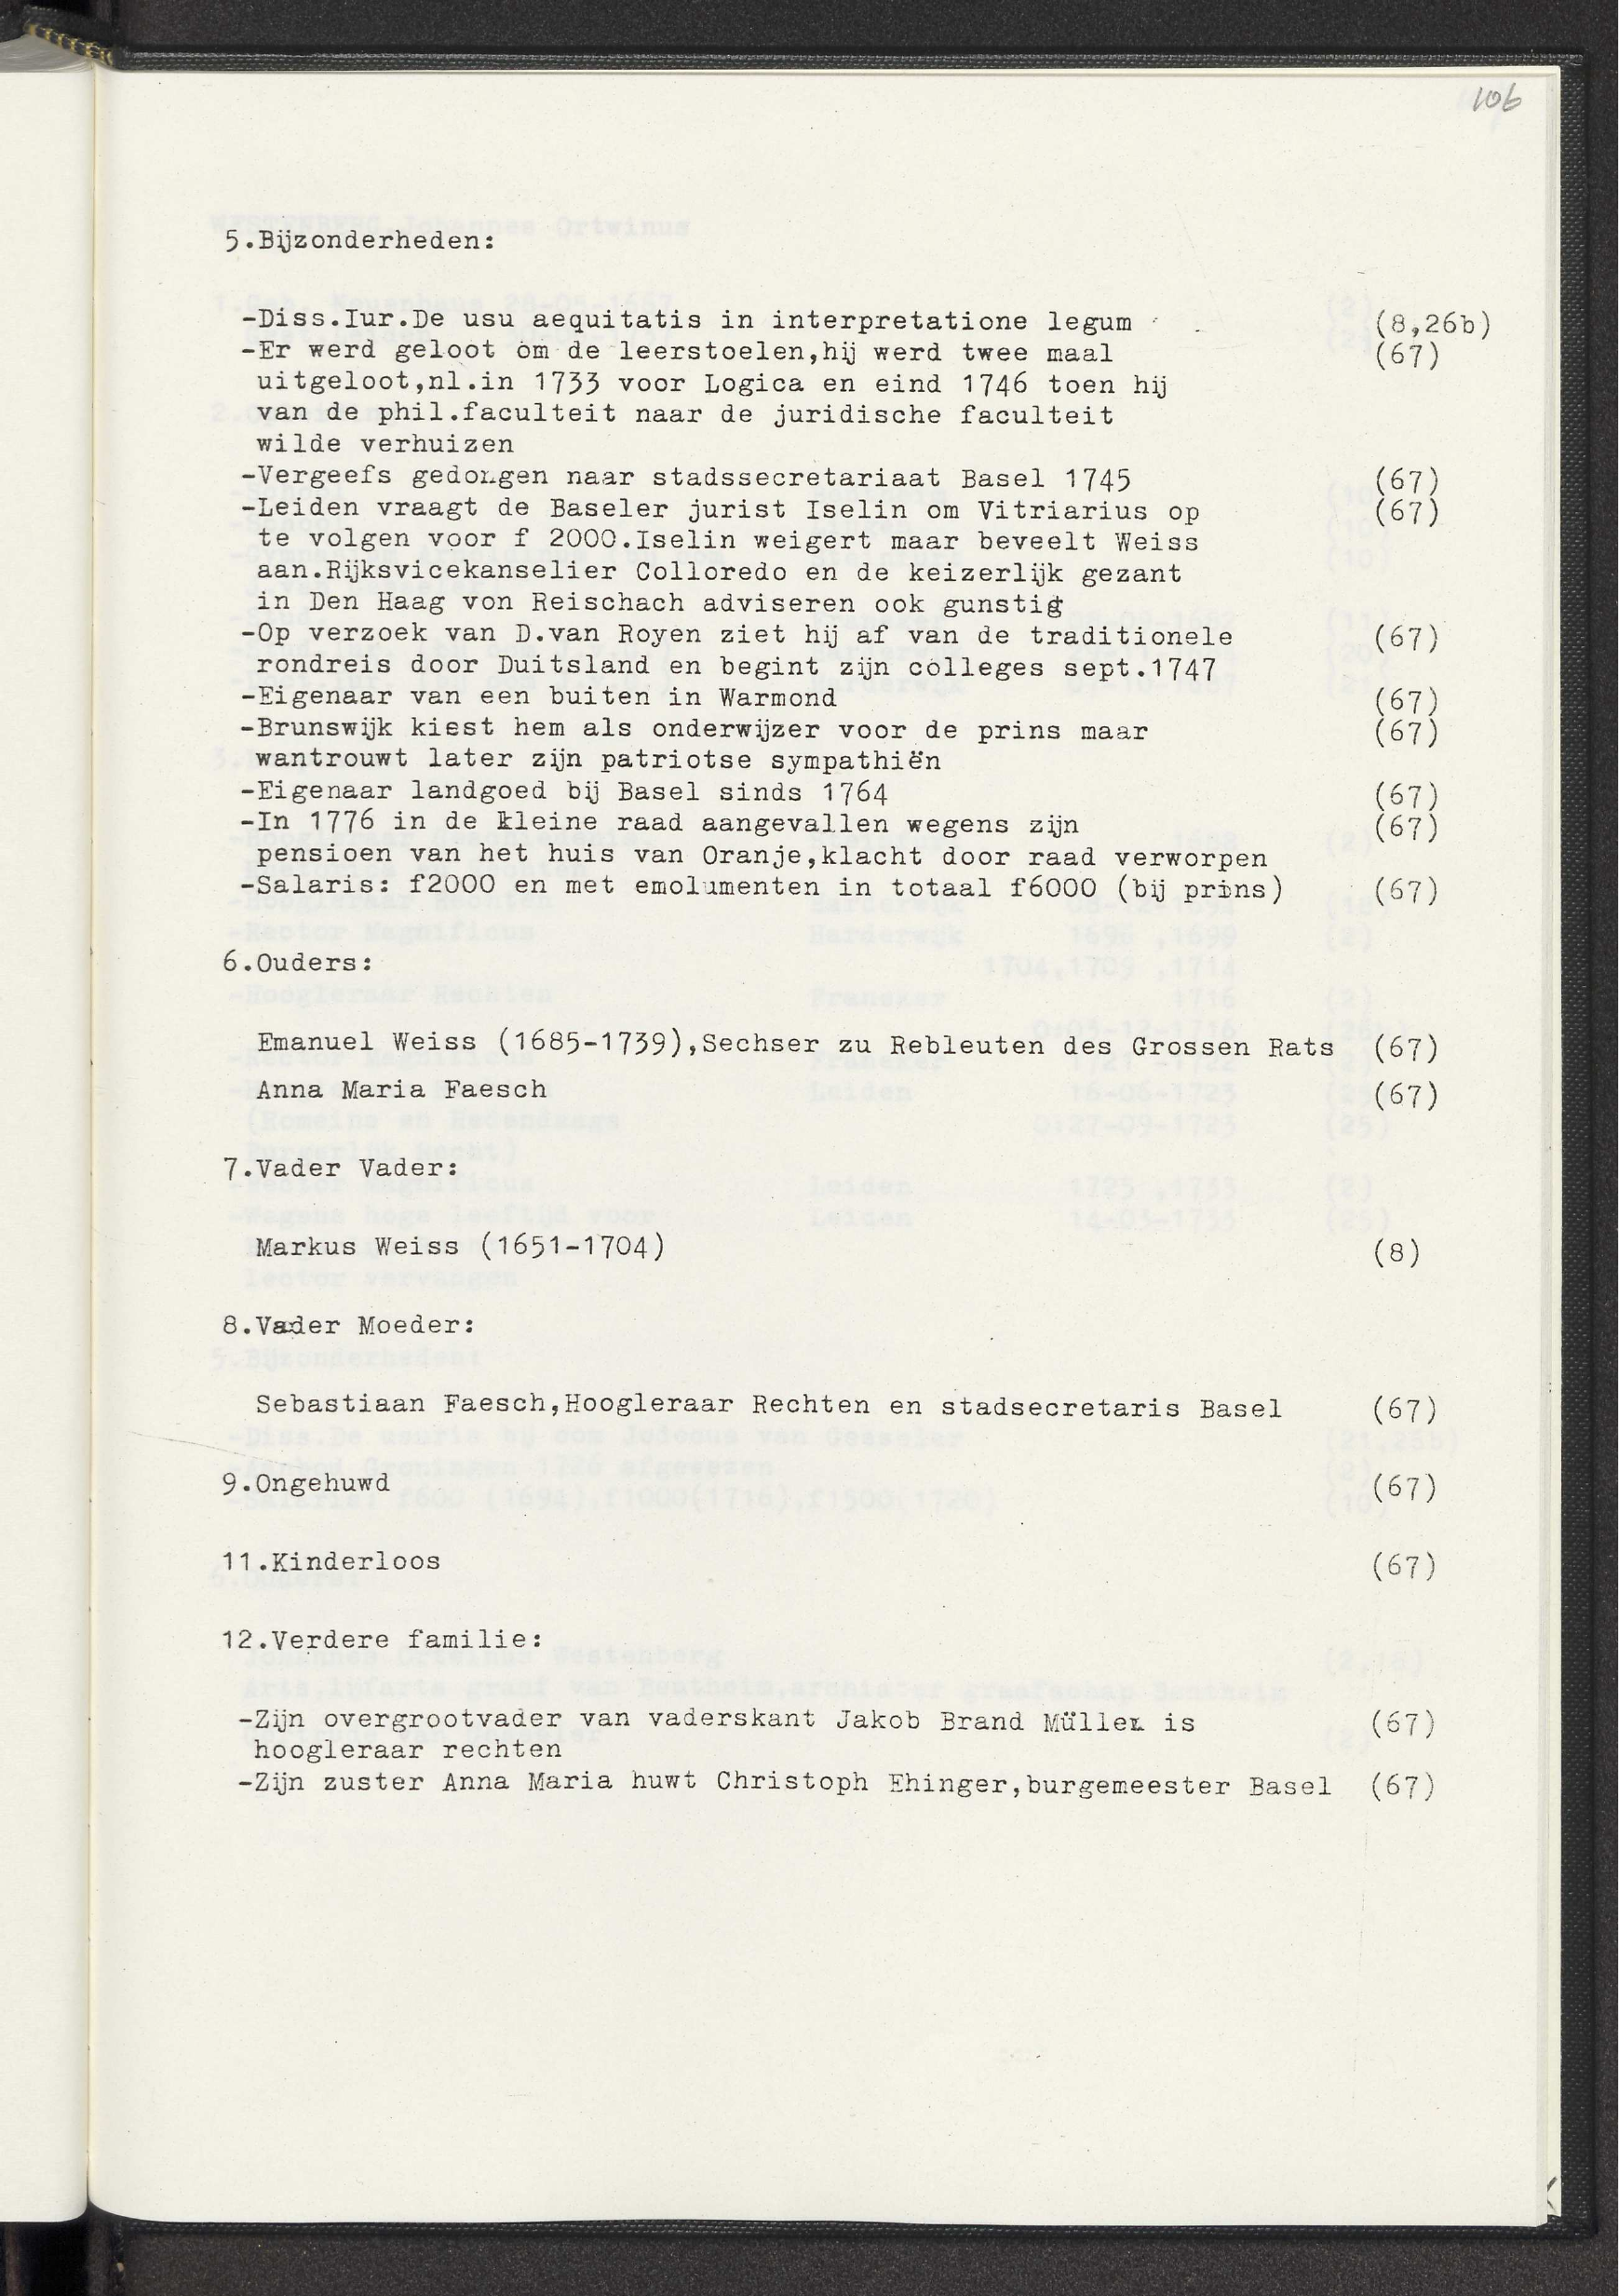 106
5.Bijzonderheden:
-Diss.Iur.De usu aequitatis in interpretatione legum (8,26b)
-Er werd geloot om de leerstoelen,hij werd twee maal (67)
uitgeloot,nl.in 1733 voor Logica en eind 1746 toen hij
van de phil.faculteit naar de juridische faculteit
wilde verhuizen
-Vergeefs gedongen naar stadssecretariaat Basel 1745 (67)
-Leiden vraagt de Baseler jurist Iselin om Vitriarius op (67)
te volgen voor f 2000.Iselin weigert maar beveelt Weiss
aan.Rijksvicekanselier Colloredo en de keizerlijk gezant
in Den Haag von Reischach adviseren ook gunstig
-Op verzoek van D.van Royen ziet hij af van de traditionele (67)
rondreis door Duitsland en begint zijn colleges sept.1747
-Eigenaar van een buiten in Warmond (67)
-Brunswijk kiest hem als onderwijzer voor de prins maar (67)
wantrouwt later zijn patriotse sympathiën
-Eigenaar landgoed bij Basel sinds 1764 (67)
-In 1776 in de kleine raad aangevallen wegens zijn (67)
pensioen van het huis van Oranje,klacht door raad verworpen
-Salaris: f2000 en met emolumenten in totaal f6000 (bij prins) (67)
6.Ouders:
Emanuel Weiss (1685-1739),Sechser zu Rebleuten des Grossen Rats (67)
Anna Maria Faesch (67)
7.Vader Vader:
Markus Weiss (1651-1704) (8)
8.Vader Moeder:
Sebastiaan Faesch,Hoogleraar Rechten en stadsecretaris Basel (67)
9.Ongehuwd (67)
11.Kinderloos (67)
12.Verdere familie:
-Zijn overgrootvader van vaderskant Jakob Brand Müller is (67)
hoogleraar rechten
-Zijn zuster Anna Maria huwt Christoph Ehinger,burgemeester Basel (67)